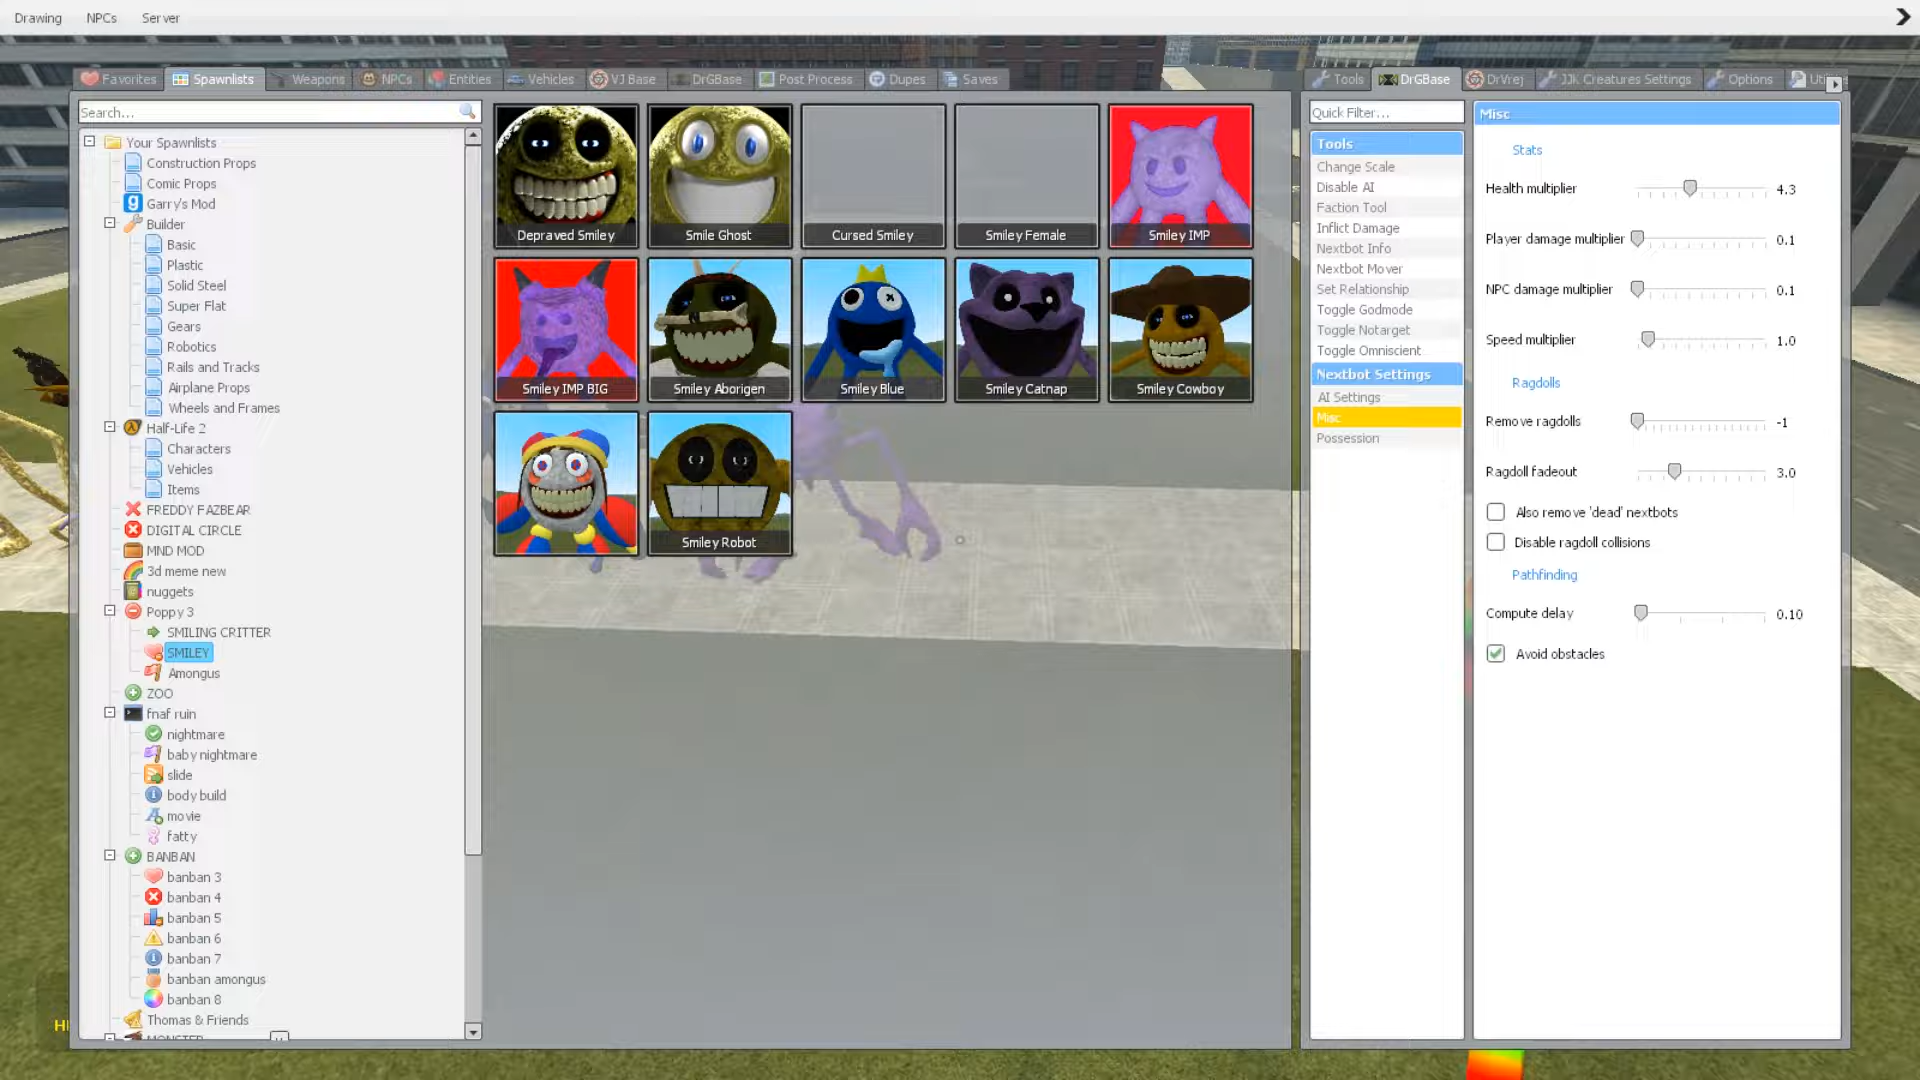 Drawing NPCs Server
Favorites Spawnlists Weapons NPCs Entities Vehicles VJ Base DrGBase Post Process Dupes Saves
Search...
Your Spawnlists
Construction Props
Comic Props
Garry's Mod
Builder
Basic
Plastic
Solid Steel
Super Flat
Gears
Robotics
Rails and Tracks
Airplane Props
Wheels and Frames
Half-Life 2
Characters
Vehicles
Items
FREDDY FAZBEAR
DIGITAL CIRCLE
MND MOD
3d meme new
nuggets
Poppy 3
SMILING CRITTER
SMILEY
Amongus
ZOO
fnaf ruin
nightmare
baby nightmare
slide
body build
movie
fatty
BANBAN
banban 3
banban 4
banban 5
banban 6
banban 7
banban amongus
banban 8
Thomas & Friends
MONSTER
Depraved Smiley
Smile Ghost
Cursed Smiley
Smiley Female
Smiley IMP
Smiley IMP BIG
Smiley Aborigen
Smiley Blue
Smiley Catnap
Smiley Cowboy
Smiley Robot
Tools DrGBase DrVrej JJK Creatures Settings Options
Quick Filter...
Tools
Change Scale
Disable AI
Faction Tool
Inflict Damage
Nextbot Info
Nextbot Mover
Set Relationship
Toggle Godmode
Toggle Notarget
Toggle Omniscient
Nextbot Settings
AI Settings
Misc
Possession
Misc
Stats
Health multiplier 4.3
Player damage multiplier 0.1
NPC damage multiplier 0.1
Speed multiplier 1.0
Ragdolls
Remove ragdolls -1
Ragdoll fadeout 3.0
Also remove 'dead' nextbots
Disable ragdoll collisions
Pathfinding
Compute delay 0.10
Avoid obstacles